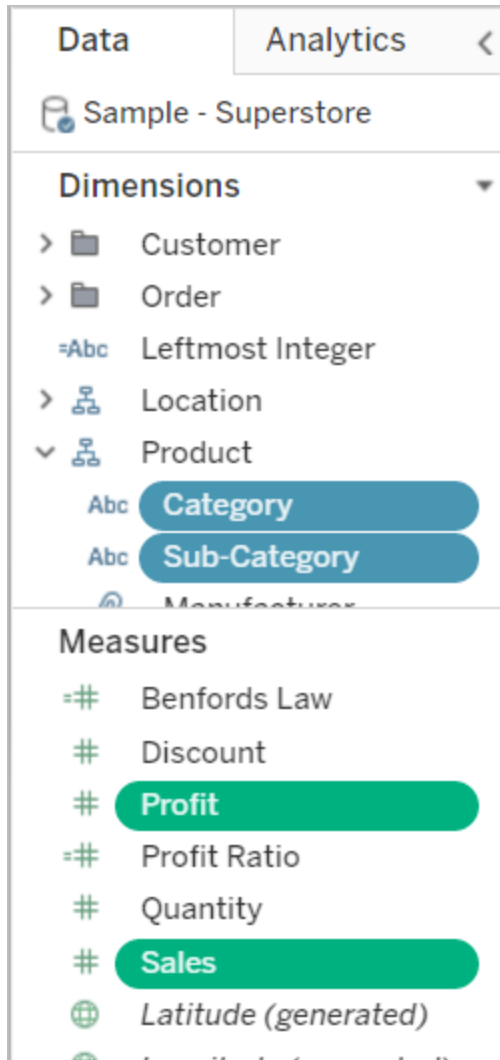 Data Analytics
Sample - Superstore
Dimensions
Customer
Order
=Abc Leftmost Integer
Location
Product
Abc Category
Abc Sub-Category
Manufacturer
Measures
=# Benfords Law
# Discount
# Profit
=# Profit Ratio
# Quantity
# Sales
Latitude (generated)